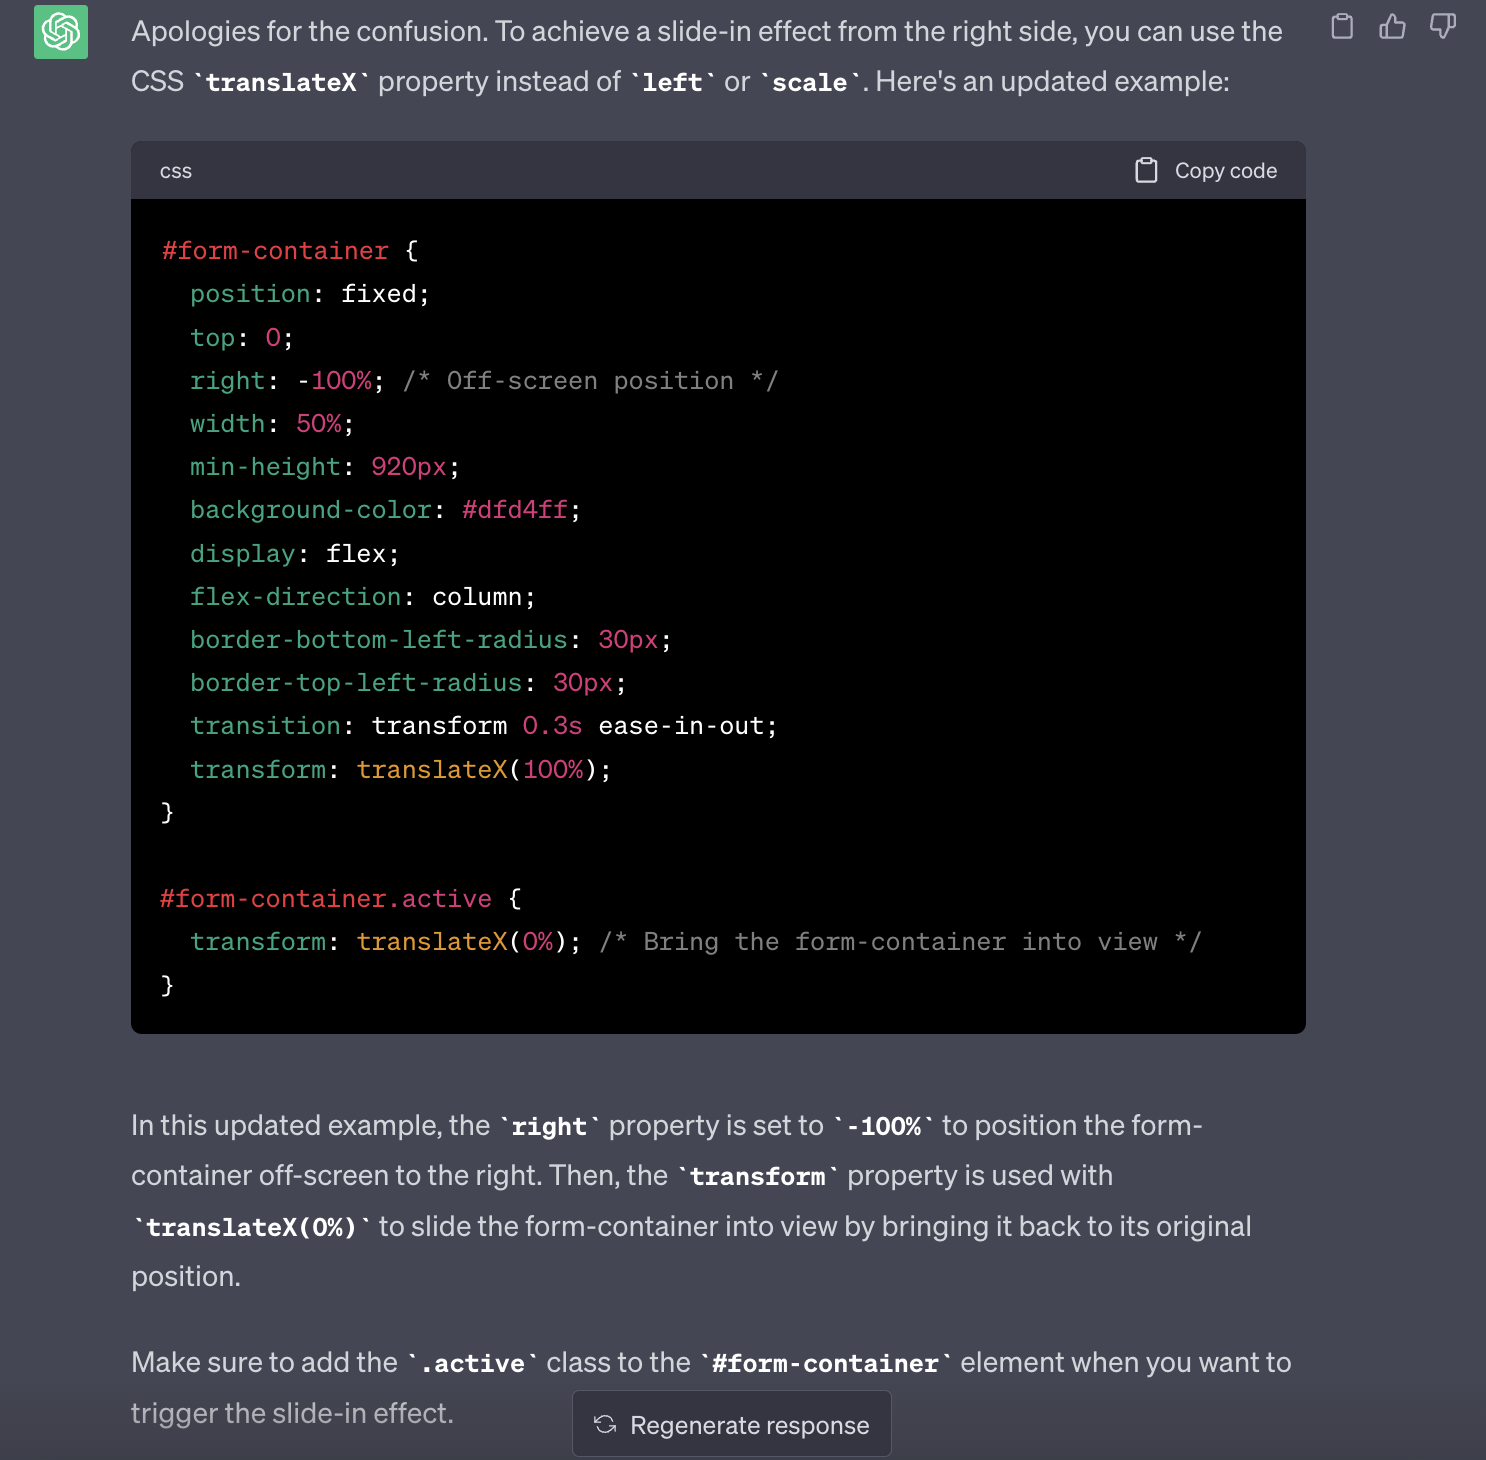 Apologies for the confusion. To achieve a slide-in effect from the right side, you can use the
CSS `translateX` property instead of `left` or `scale`. Here's an updated example:
css
Copy code
#form-container {
  position: fixed;
  top: 0;
  right: -100%; /* Off-screen position */
  width: 50%;
  min-height: 920px;
  background-color: #dfd4ff;
  display: flex;
  flex-direction: column;
  border-bottom-left-radius: 30px;
  border-top-left-radius: 30px;
  transition: transform 0.3s ease-in-out;
  transform: translateX(100%);
}

#form-container.active {
  transform: translateX(0%); /* Bring the form-container into view */
}
In this updated example, the `right` property is set to `-100%` to position the form-
container off-screen to the right. Then, the `transform` property is used with
`translateX(0%)` to slide the form-container into view by bringing it back to its original
position.
Make sure to add the `.active` class to the `#form-container` element when you want to
trigger the slide-in effect.
Regenerate response